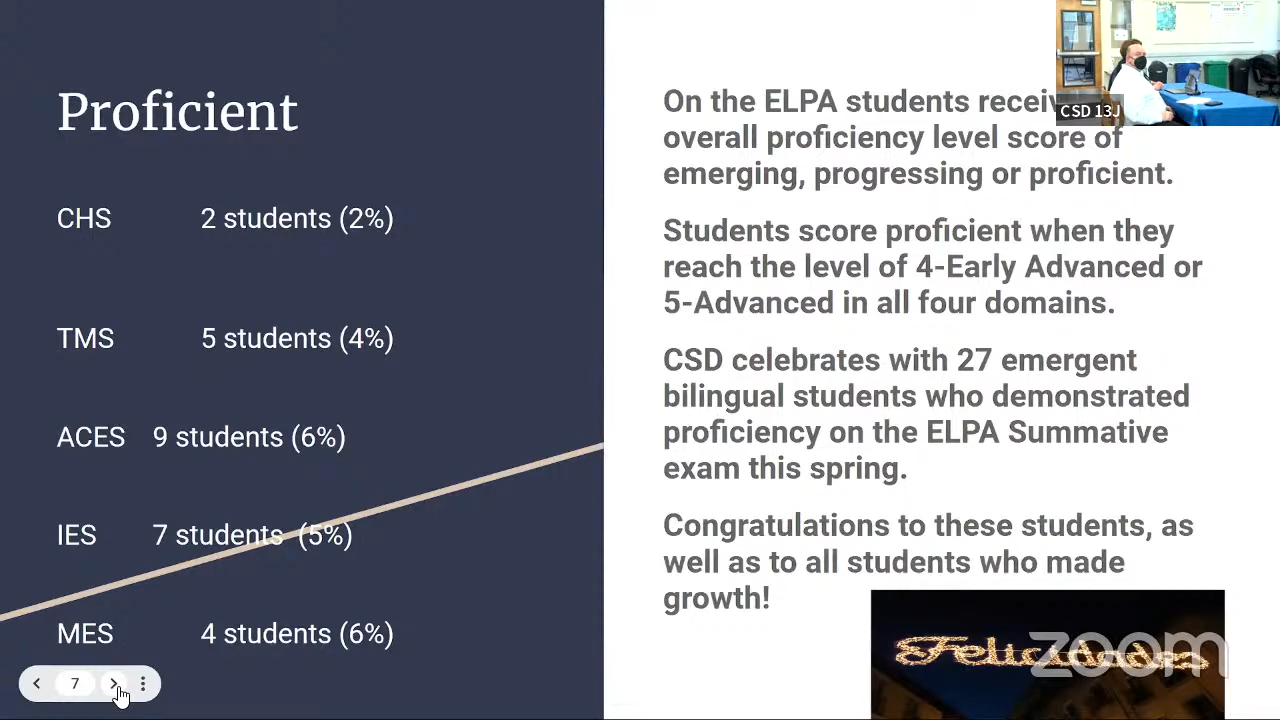 Proficient
CHS 2 students (2%)
TMS 5 students (4%)
ACES 9 students (6%)
IES 7 students (5%)
MES 4 students (6%)
7
On the ELPA students
overall proficiency level score of
emerging, progressing or proficient.
Students score proficient when they
reach the level of 4-Early Advanced or
5-Advanced in all four domains.
CSD celebrates with 27 emergent
bilingual students who demonstrated
proficiency on the ELPA Summative
exam this spring.
Congratulations to these students, as
well as to all students who made
growth!
CSD 13J
Felicidades
zoom